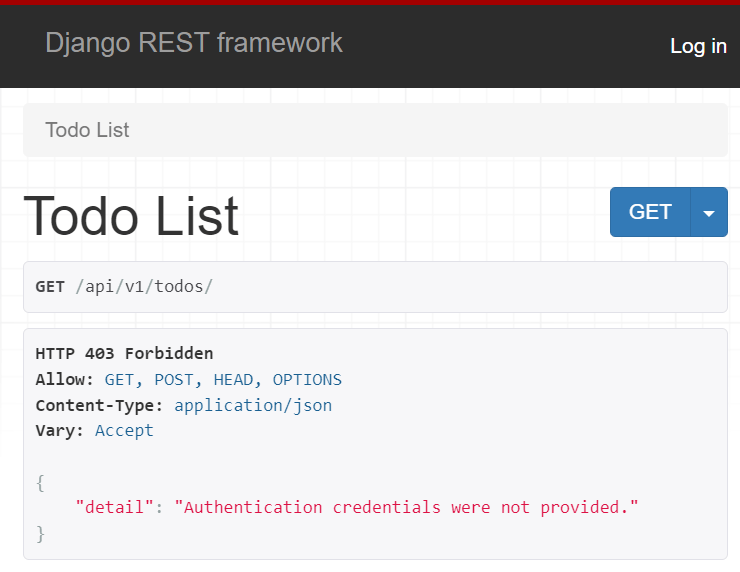 Django REST framework
Log in
Todo List
Todo List
GET
GET /api/v1/todos/
HTTP 403 Forbidden
Allow: GET, POST, HEAD, OPTIONS
Content-Type: application/json
Vary: Accept
{
    "detail": "Authentication credentials were not provided."
}